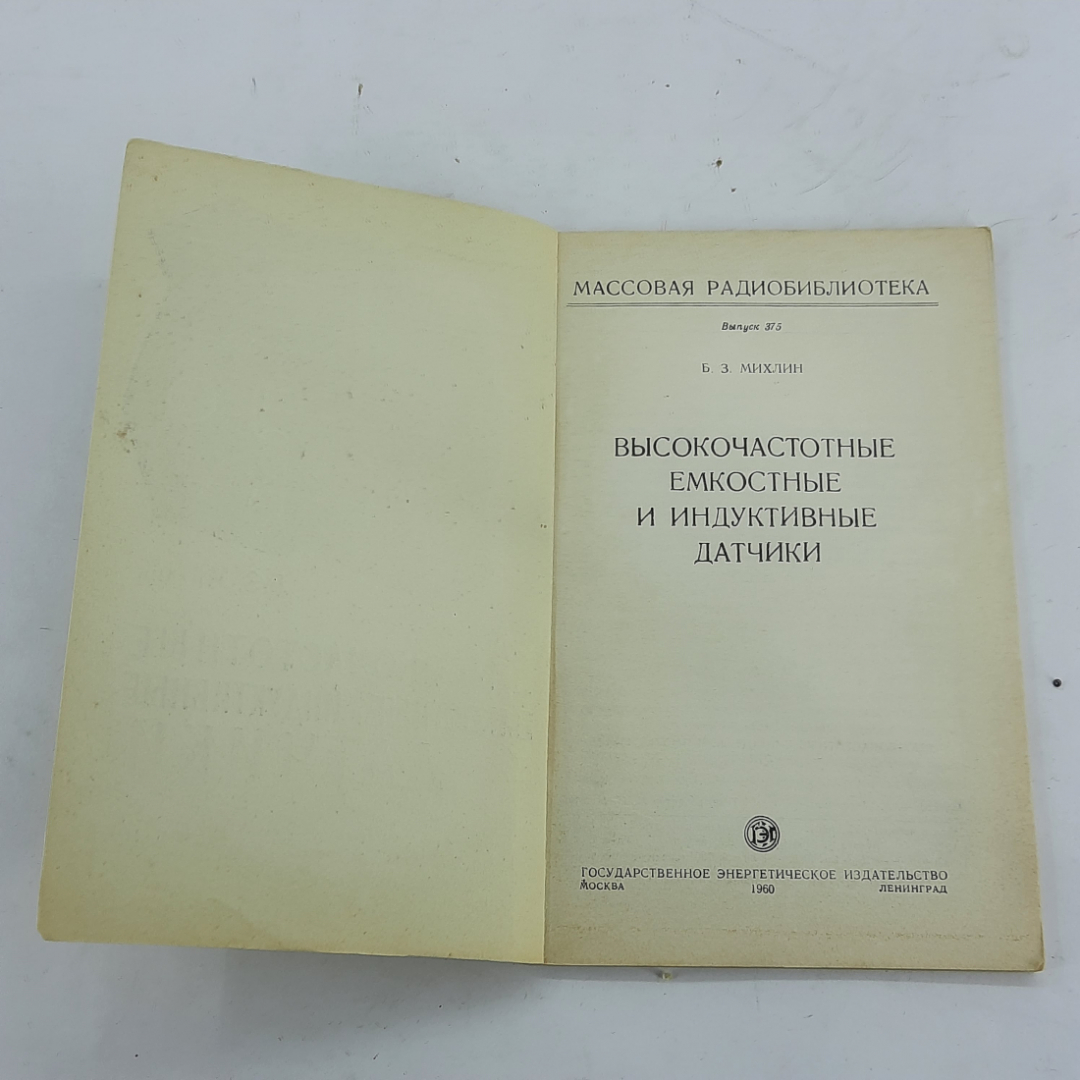 МАССОВАЯ РАДИОБИБЛИОТЕКА
Выпуск 375
Б. З. МИХЛИН
ВЫСОКОЧАСТОТНЫЕ
ЕМКОСТНЫЕ
И ИНДУКТИВНЫЕ
ДАТЧИКИ
ГЭИ
ГОСУДАРСТВЕННОЕ ЭНЕРГЕТИЧЕСКОЕ ИЗДАТЕЛЬСТВО
МОСКВА 1960 ЛЕНИНГРАД